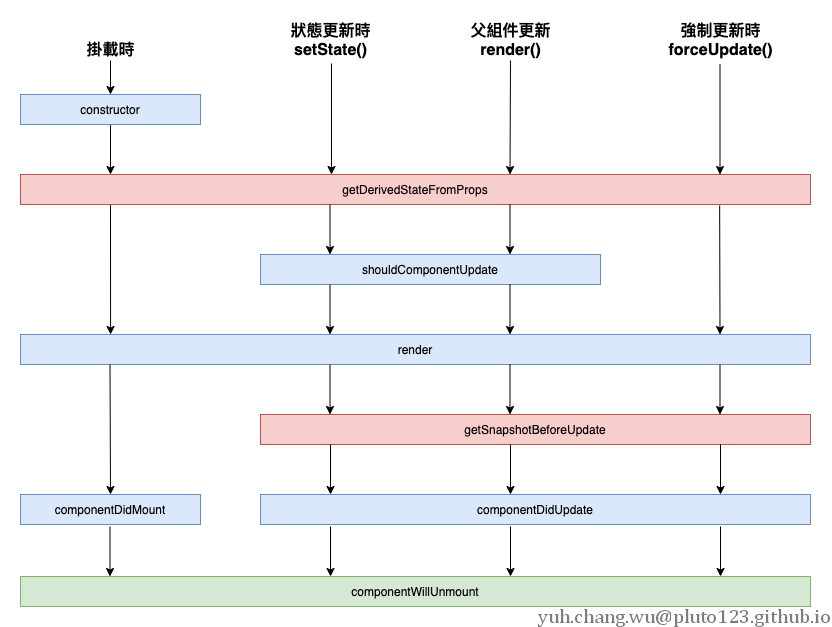 掛載時
狀態更新時
setState()
父組件更新
render()
強制更新時
forceUpdate()
constructor
getDerivedStateFromProps
shouldComponentUpdate
render
getSnapshotBeforeUpdate
componentDidMount
componentDidUpdate
componentWillUnmount
yuh.chang.wu@pluto123.github.io